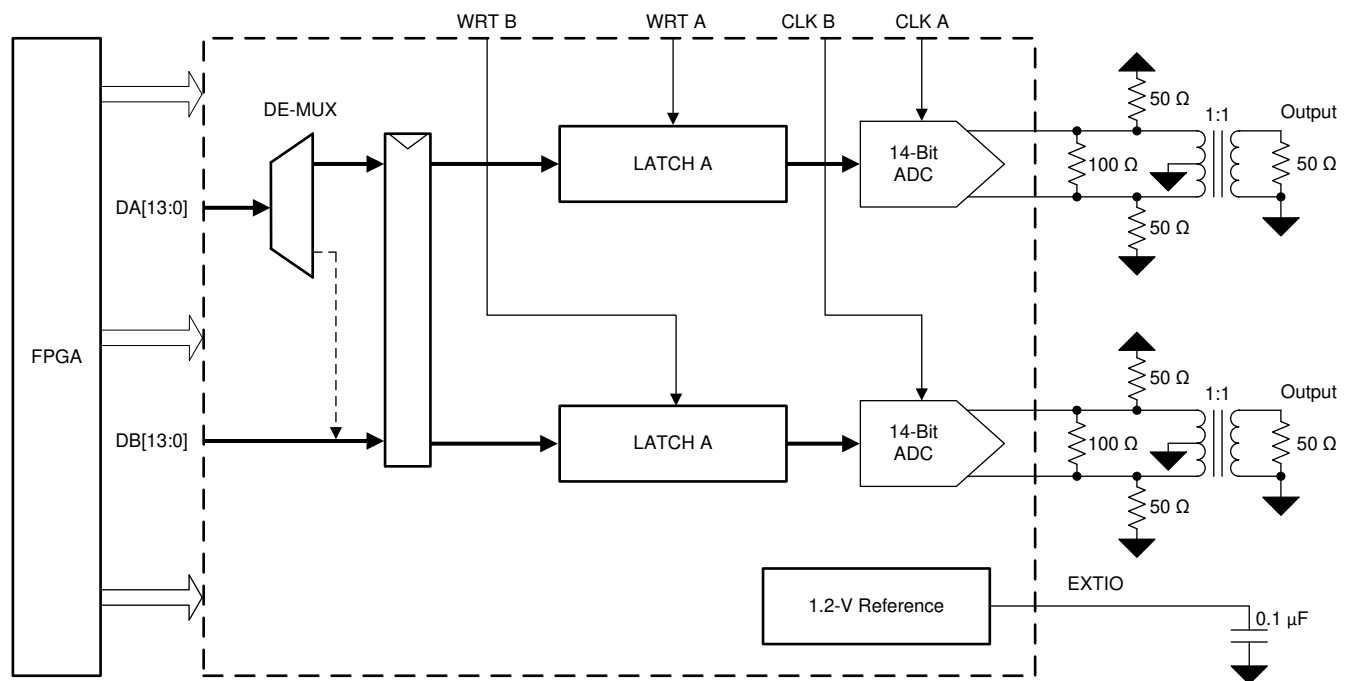 WRT B
WRT A
CLK B
CLK A
DE-MUX
50 Ω
1:1
Output
LATCH A
14-Bit
ADC
100 Ω
50 Ω
DA[13:0]
50 Ω
FPGA
50 Ω
1:1
Output
DB[13:0]
LATCH A
14-Bit
ADC
100 Ω
50 Ω
50 Ω
1.2-V Reference
EXTIO
0.1 µF